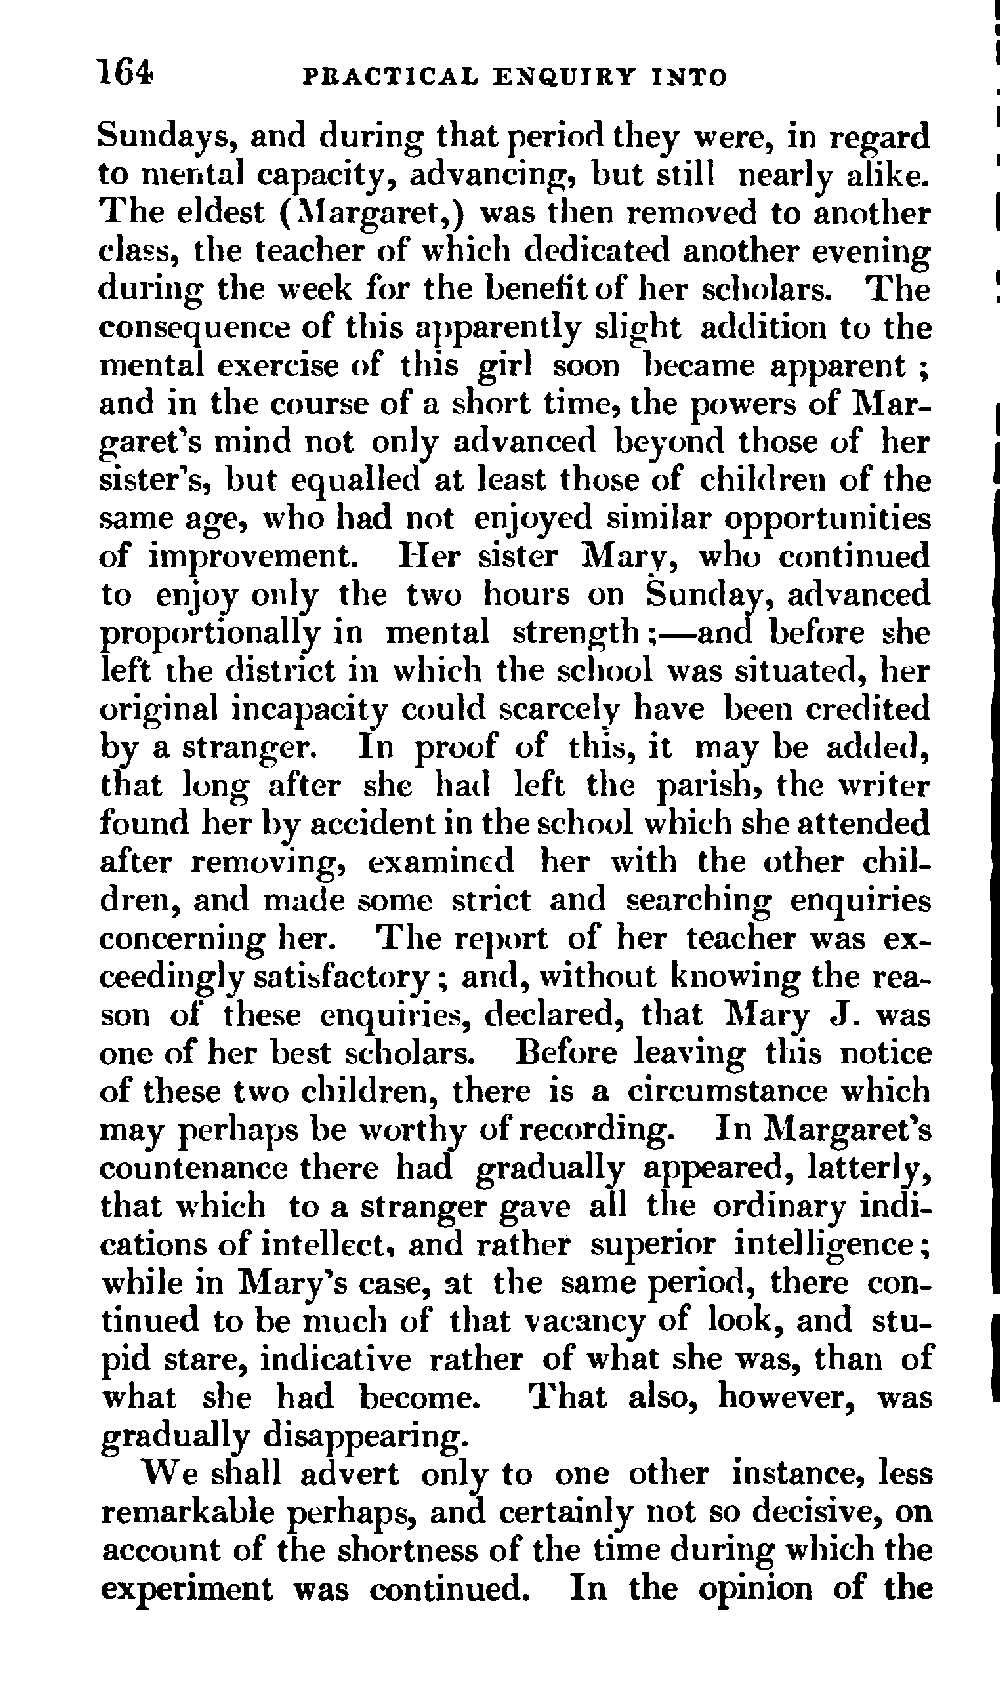 164 PRACTICAL ENQUIRY INTO
Sundays, and during that period they were, in regard
to mental capacity, advancing, but still nearly alike.
The eldest (Margaret,) was then removed to another
class, the teacher of which dedicated another evening
during the week for the benefit of her scholars. The
consequence of this apparently slight addition to the
mental exercise of this girl soon became apparent ;
and in the course of a short time, the powers of Mar-
garet's mind not only advanced beyond those of her
sister's, but equalled at least those of children of the
same age, who had not enjoyed similar opportunities
of improvement. Her sister Mary, who continued
to enjoy only the two hours on Sunday, advanced
proportionally in mental strength ;—and before she
left the district in which the school was situated, her
original incapacity could scarcely have been credited
by a stranger. In proof of this, it may be added,
that long after she had left the parish, the writer
found her by accident in the school which she attended
after removing, examined her with the other chil-
dren, and made some strict and searching enquiries
concerning her. The report of her teacher was ex-
ceedingly satisfactory ; and, without knowing the rea-
son of these enquiries, declared, that Mary J. was
one of her best scholars. Before leaving this notice
of these two children, there is a circumstance which
may perhaps be worthy of recording. In Margaret's
countenance there had gradually appeared, latterly,
that which to a stranger gave all the ordinary indi-
cations of intellect, and rather superior intelligence ;
while in Mary's case, at the same period, there con-
tinued to be much of that vacancy of look, and stu-
pid stare, indicative rather of what she was, than of
what she had become. That also, however, was
gradually disappearing.
We shall advert only to one other instance, less
remarkable perhaps, and certainly not so decisive, on
account of the shortness of the time during which the
experiment was continued. In the opinion of the